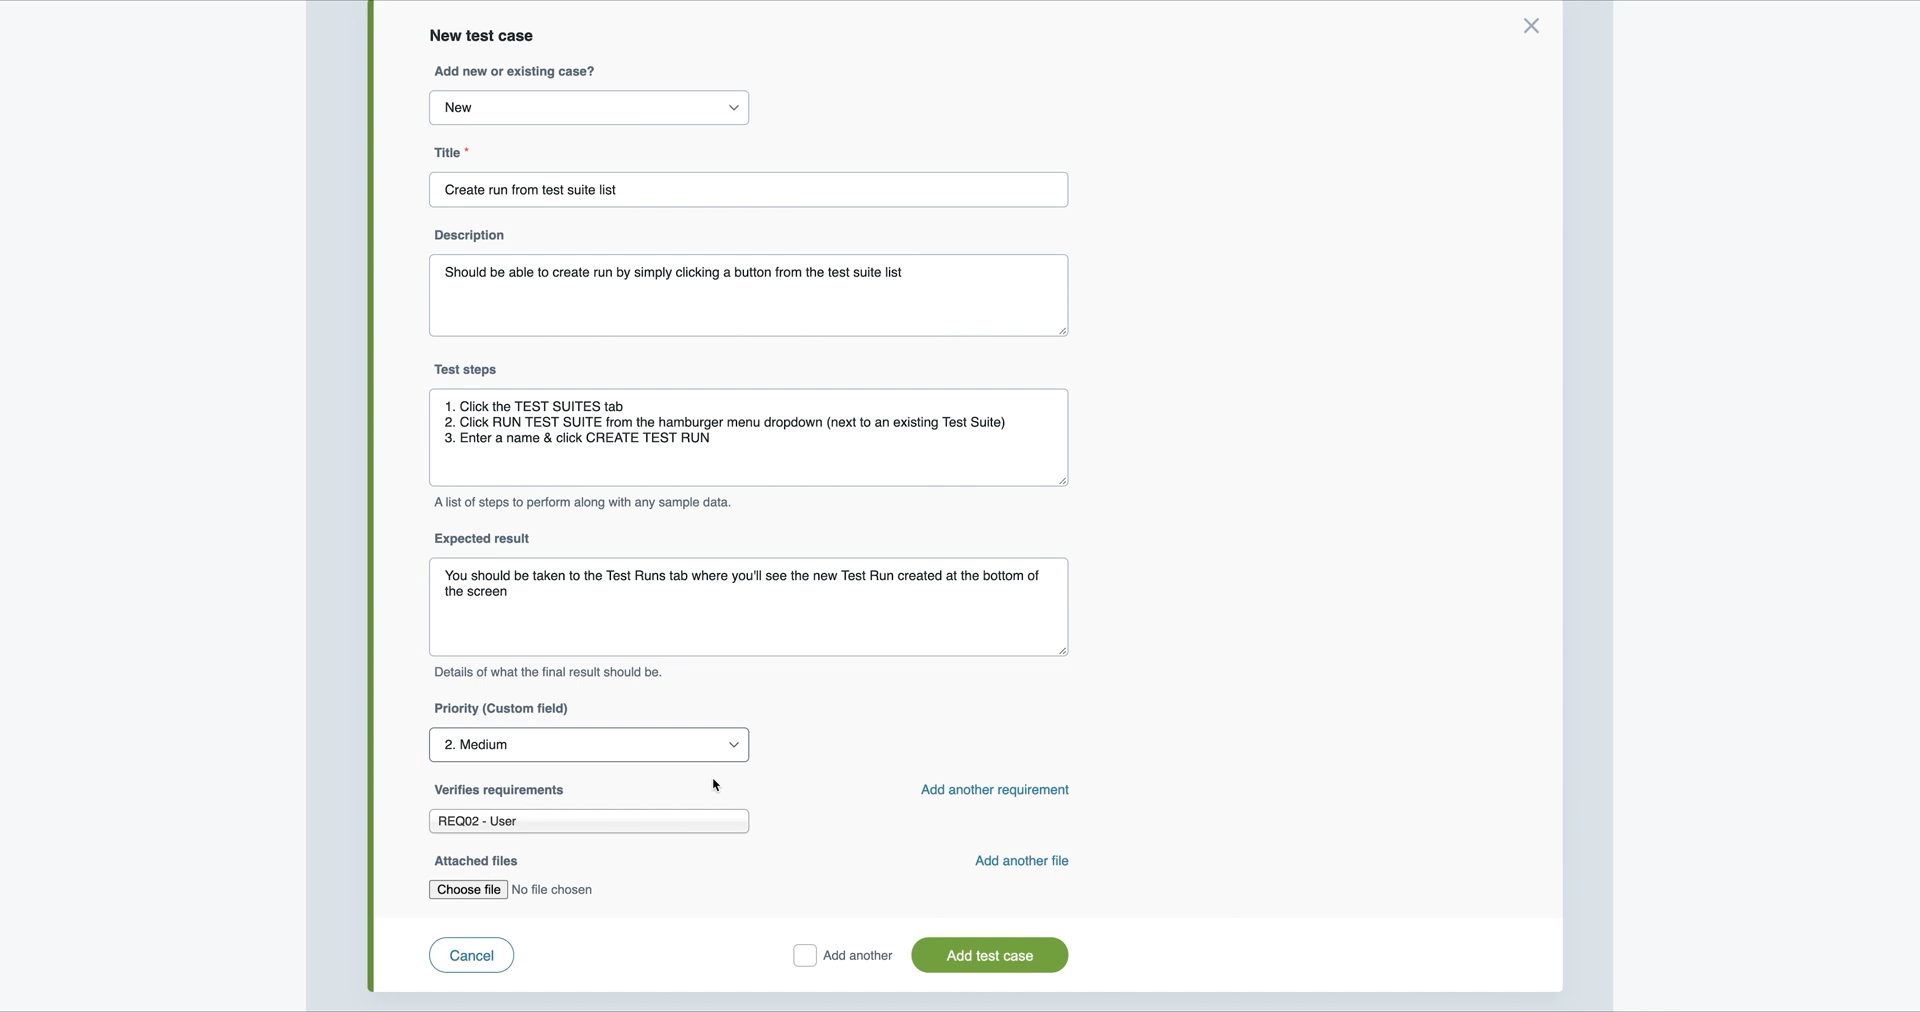 New test case
Add new or existing case?
New
Title *
Create run from test suite list
Description
Should be able to create run by simply clicking a button from the test suite list
Test steps
1. Click the TEST SUITES tab
2. Click RUN TEST SUITE from the hamburger menu dropdown (next to an existing Test Suite)
3. Enter a name & click CREATE TEST RUN
A list of steps to perform along with any sample data.
Expected result
You should be taken to the Test Runs tab where you'll see the new Test Run created at the bottom of
the screen
Details of what the final result should be.
Priority (Custom field)
2. Medium
Verifies requirements Add another requirement
REQ02 - User
Attached files Add another file
Choose file No file chosen
Cancel Add another Add test case